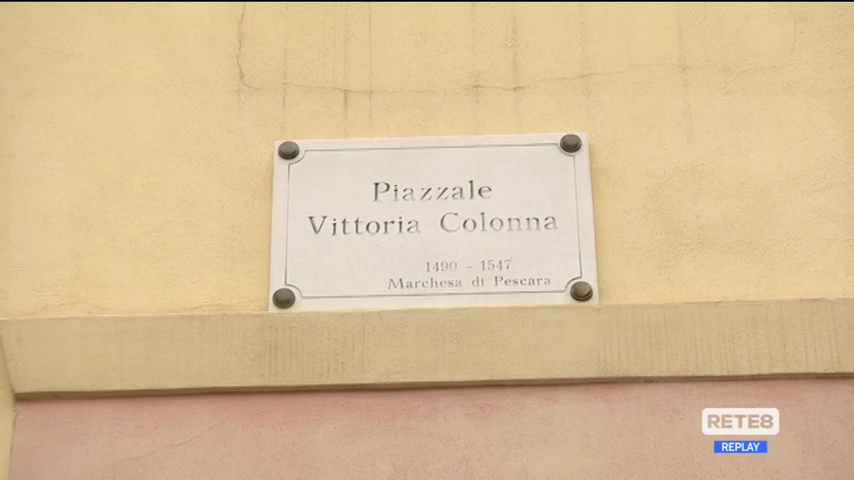 Piazzale
Vittoria Colonna
1490 - 1547
Marchesa di Pescara
RETE8
REPLAY